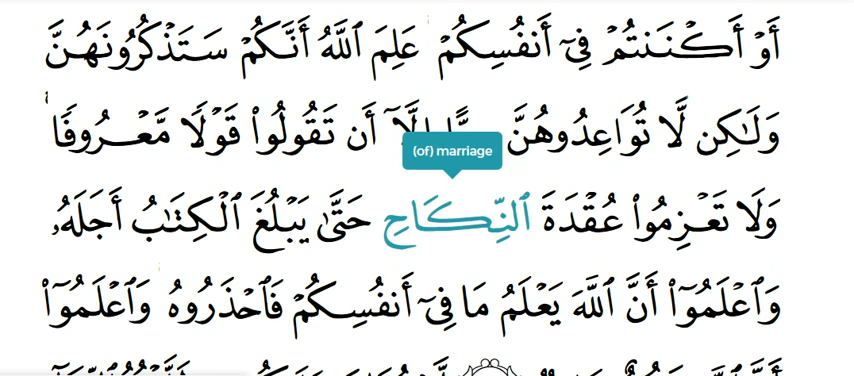 أَوْ أَكْنَنتُمْ فِىٓ أَنفُسِكُمْ ۚ عَلِمَ ٱللَّهُ أَنَّكُمْ سَتَذْكُرُونَهُنَّ
وَلَـٰكِن لَّا تُوَاعِدُوهُنَّ إِلَّآ أَن تَقُولُوا۟ قَوْلًا مَّعْرُوفًا ۚ
(of) marriage
وَلَا تَعْزِمُوا۟ عُقْدَةَ ٱلنِّكَاحِ حَتَّىٰ يَبْلُغَ ٱلْكِتَـٰبُ أَجَلَهُۥ ۚ
وَٱعْلَمُوٓا۟ أَنَّ ٱللَّهَ يَعْلَمُ مَا فِىٓ أَنفُسِكُمْ فَٱحْذَرُوهُ ۚ وَٱعْلَمُوٓا۟